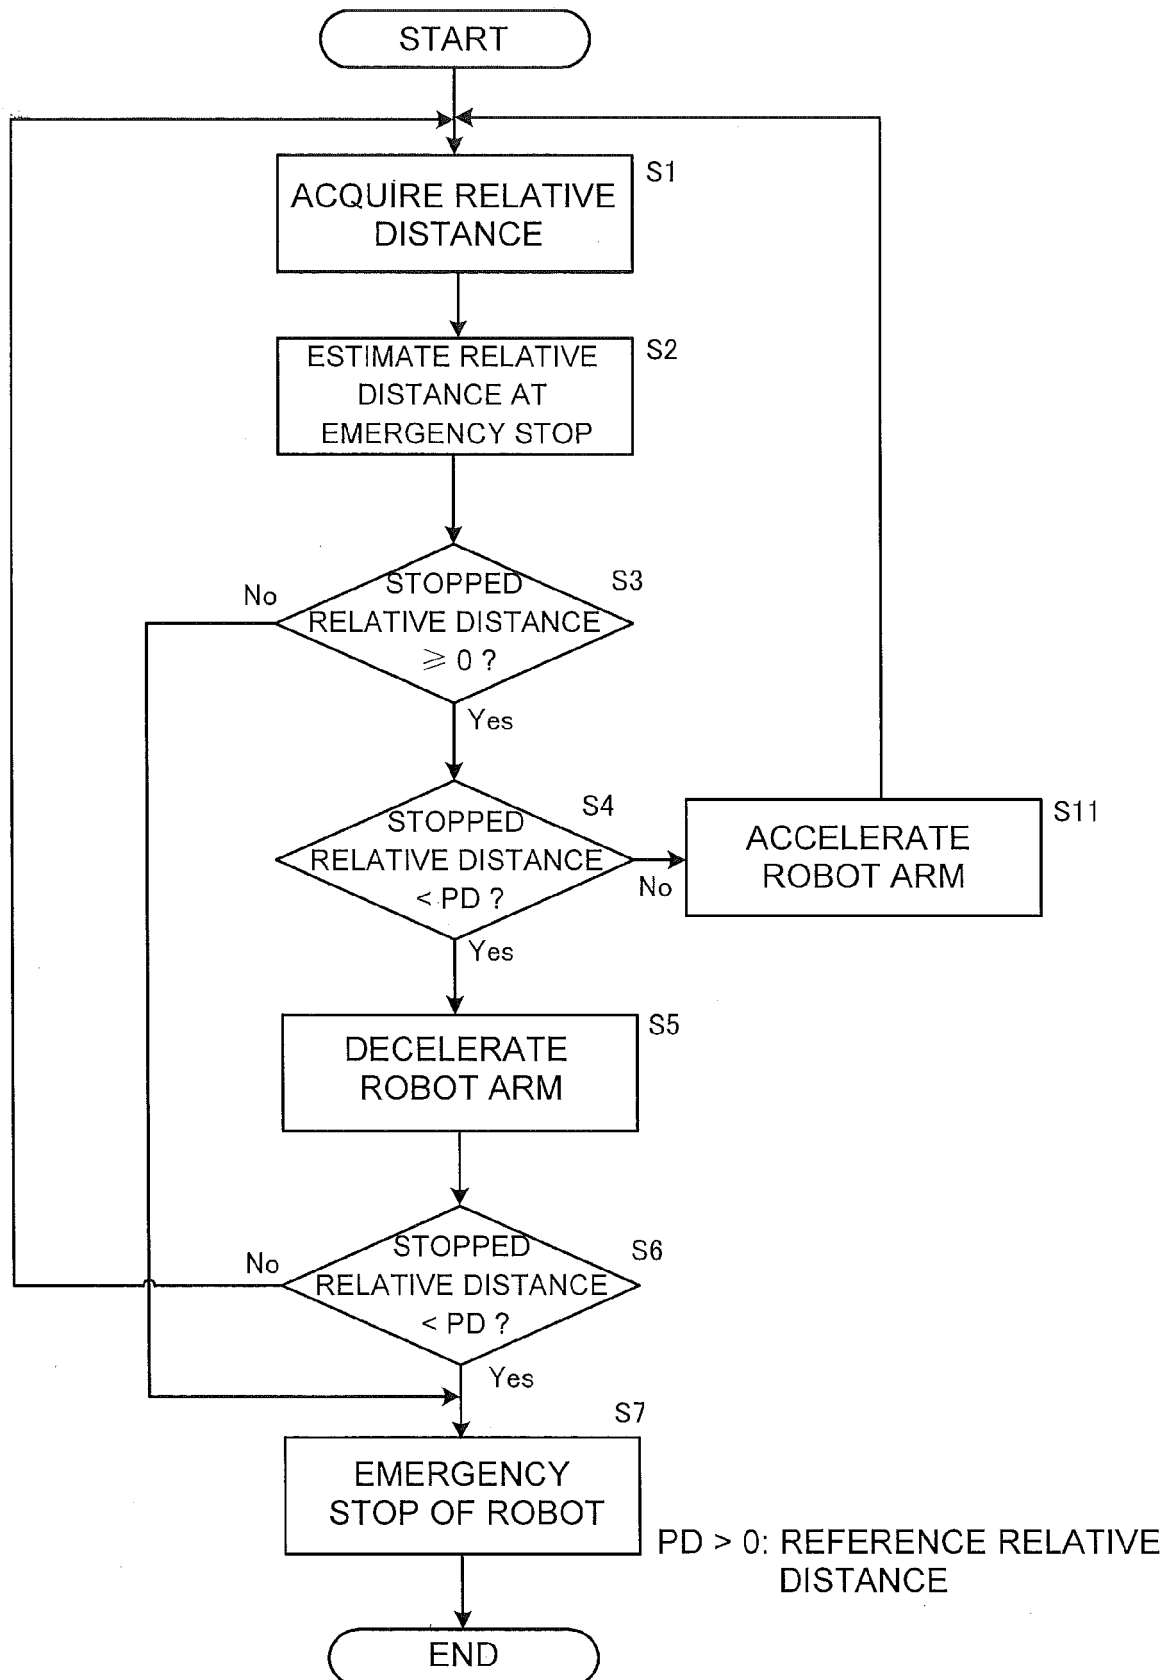 START
S1
ACQUIRE RELATIVE
DISTANCE
S2
ESTIMATE RELATIVE
DISTANCE AT
EMERGENCY STOP
S3
No
STOPPED
RELATIVE DISTANCE
≥ 0 ?
Yes
S4
STOPPED
RELATIVE DISTANCE
< PD ?
No
S11
ACCELERATE
ROBOT ARM
Yes
S5
DECELERATE
ROBOT ARM
S6
No
STOPPED
RELATIVE DISTANCE
< PD ?
Yes
S7
EMERGENCY
STOP OF ROBOT
PD > 0: REFERENCE RELATIVE
DISTANCE
END